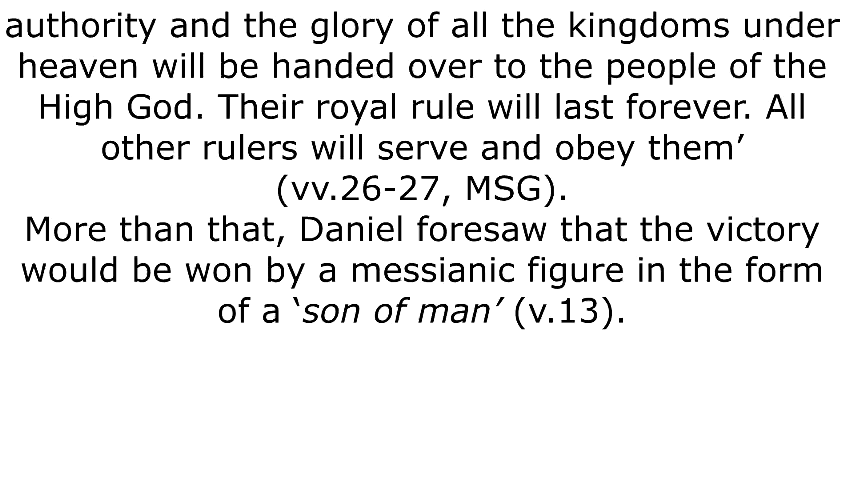 authority and the glory of all the kingdoms under
heaven will be handed over to the people of the
High God. Their royal rule will last forever. All
other rulers will serve and obey them’
(vv.26-27, MSG).
More than that, Daniel foresaw that the victory
would be won by a messianic figure in the form
of a ‘son of man’ (v.13).